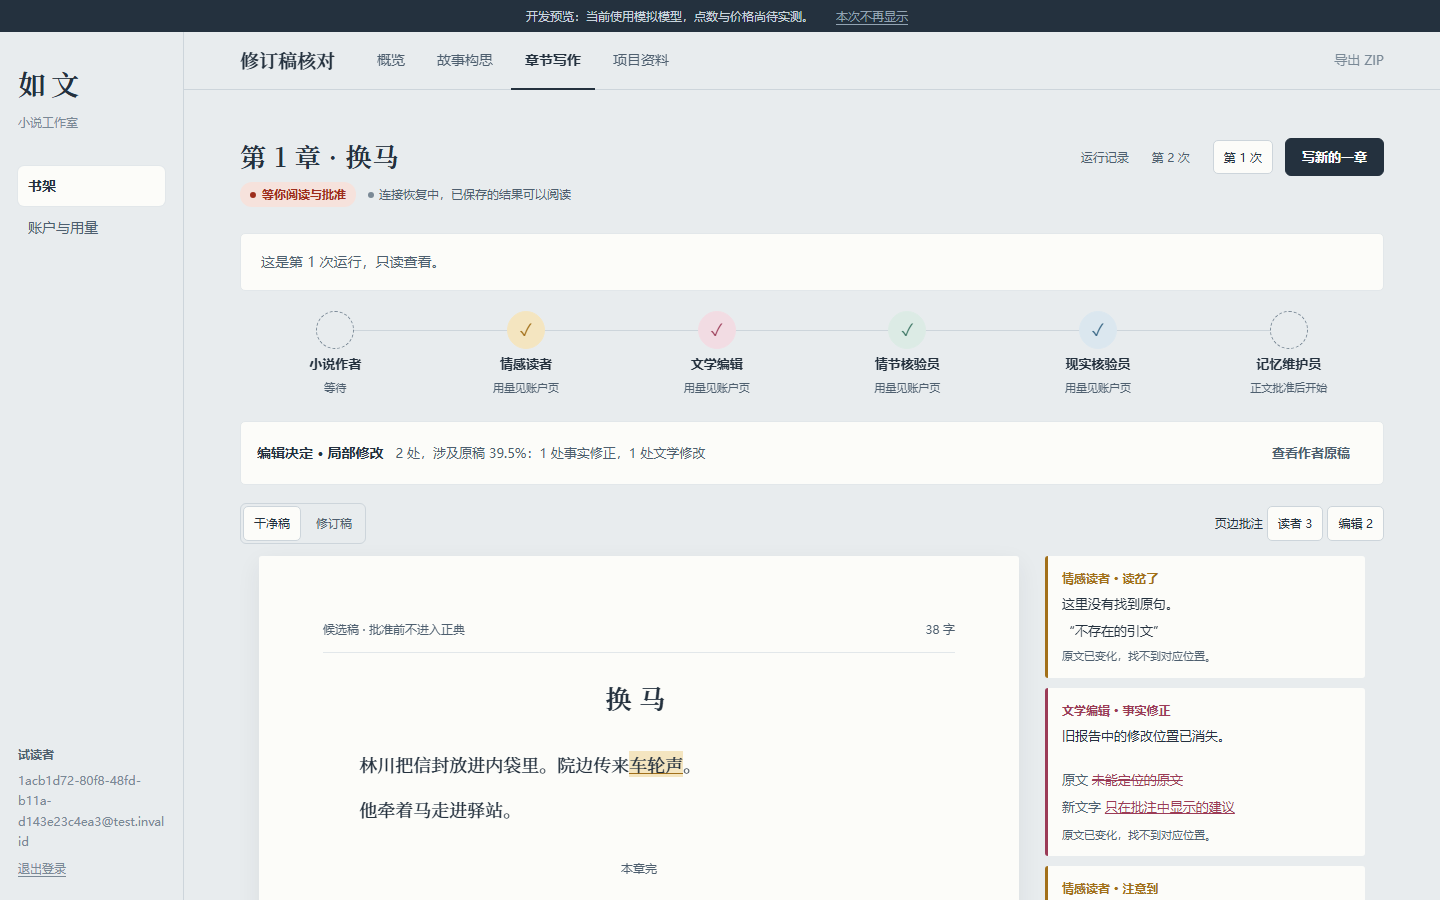 开发预览：当前使用模拟模型，点数与价格尚待实测。 本次不再显示
如文
小说工作室
书架
账户与用量
试读者
1acb1d72-80f8-48fd-
b11a-
d143e23c4ea3@test.inval
id
退出登录
修订稿核对 概览 故事构思 章节写作 项目资料 导出 ZIP
第 1 章 · 换马
运行记录 第 2 次 第 1 次 写新的一章
等你阅读与批准 连接恢复中，已保存的结果可以阅读
这是第 1 次运行，只读查看。
✓ ✓ ✓ ✓
小说作者 情感读者 文学编辑 情节核验员 现实核验员 记忆维护员
等待 用量见账户页 用量见账户页 用量见账户页 用量见账户页 正文批准后开始
编辑决定 • 局部修改 2 处，涉及原稿 39.5%：1 处事实修正，1 处文学修改 查看作者原稿
干净稿 修订稿 页边批注 读者 3 编辑 2
候选稿 · 批准前不进入正典 38 字
换马
林川把信封放进内袋里。院边传来车轮声。
他牵着马走进驿站。
本章完
情感读者 • 读岔了
这里没有找到原句。
“不存在的引文”
原文已变化，找不到对应位置。
文学编辑 • 事实修正
旧报告中的修改位置已消失。
原文 未能定位的原文
新文字 只在批注中显示的建议
原文已变化，找不到对应位置。
情感读者 • 注意到